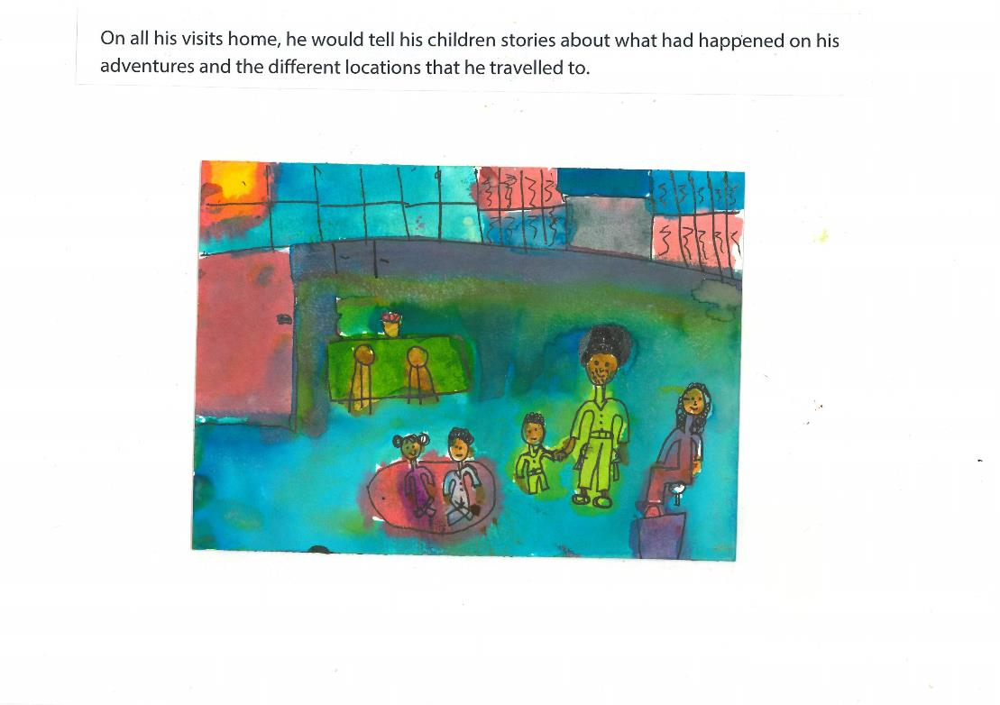 On all his visits home, he would tell his children stories about what had happened on his
adventures and the different locations that he travelled to.